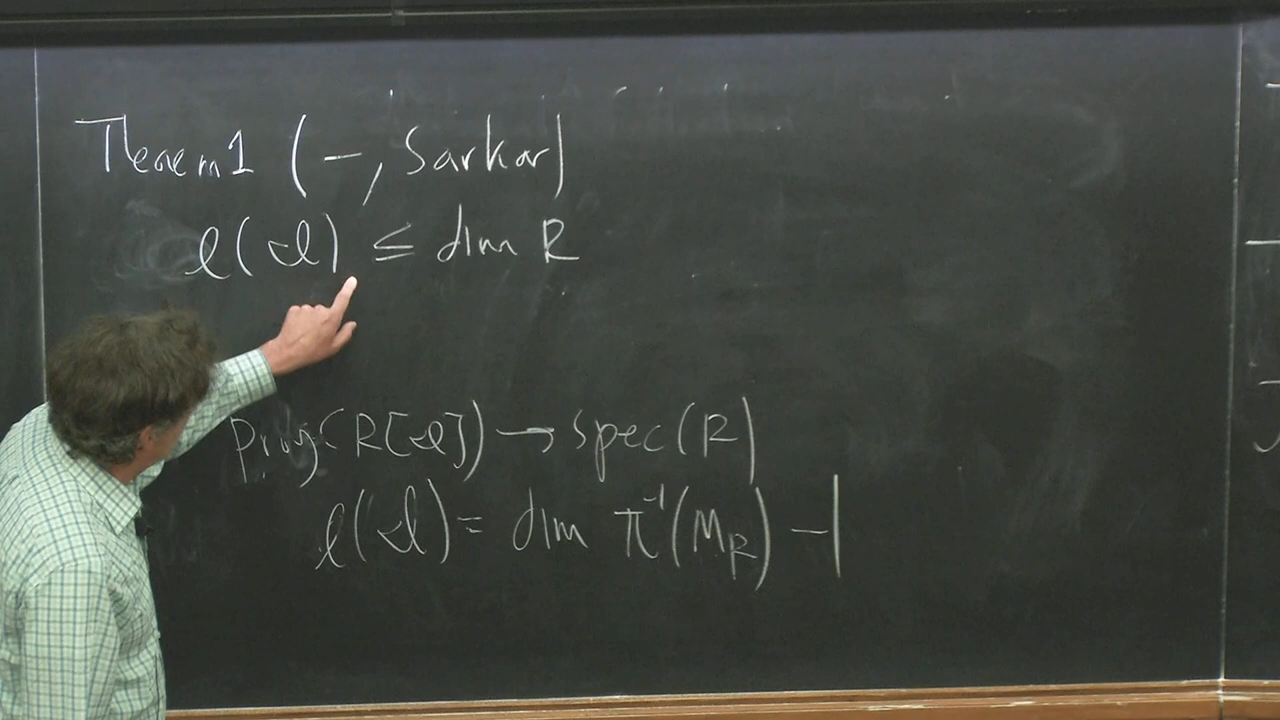 Theorem 1 (–, Sarkar)
ℓ(𝓘) ≤ dim R
Proj(R[𝓘]) → spec(R)
ℓ(𝓘) = dim π⁻¹(m_R) – 1